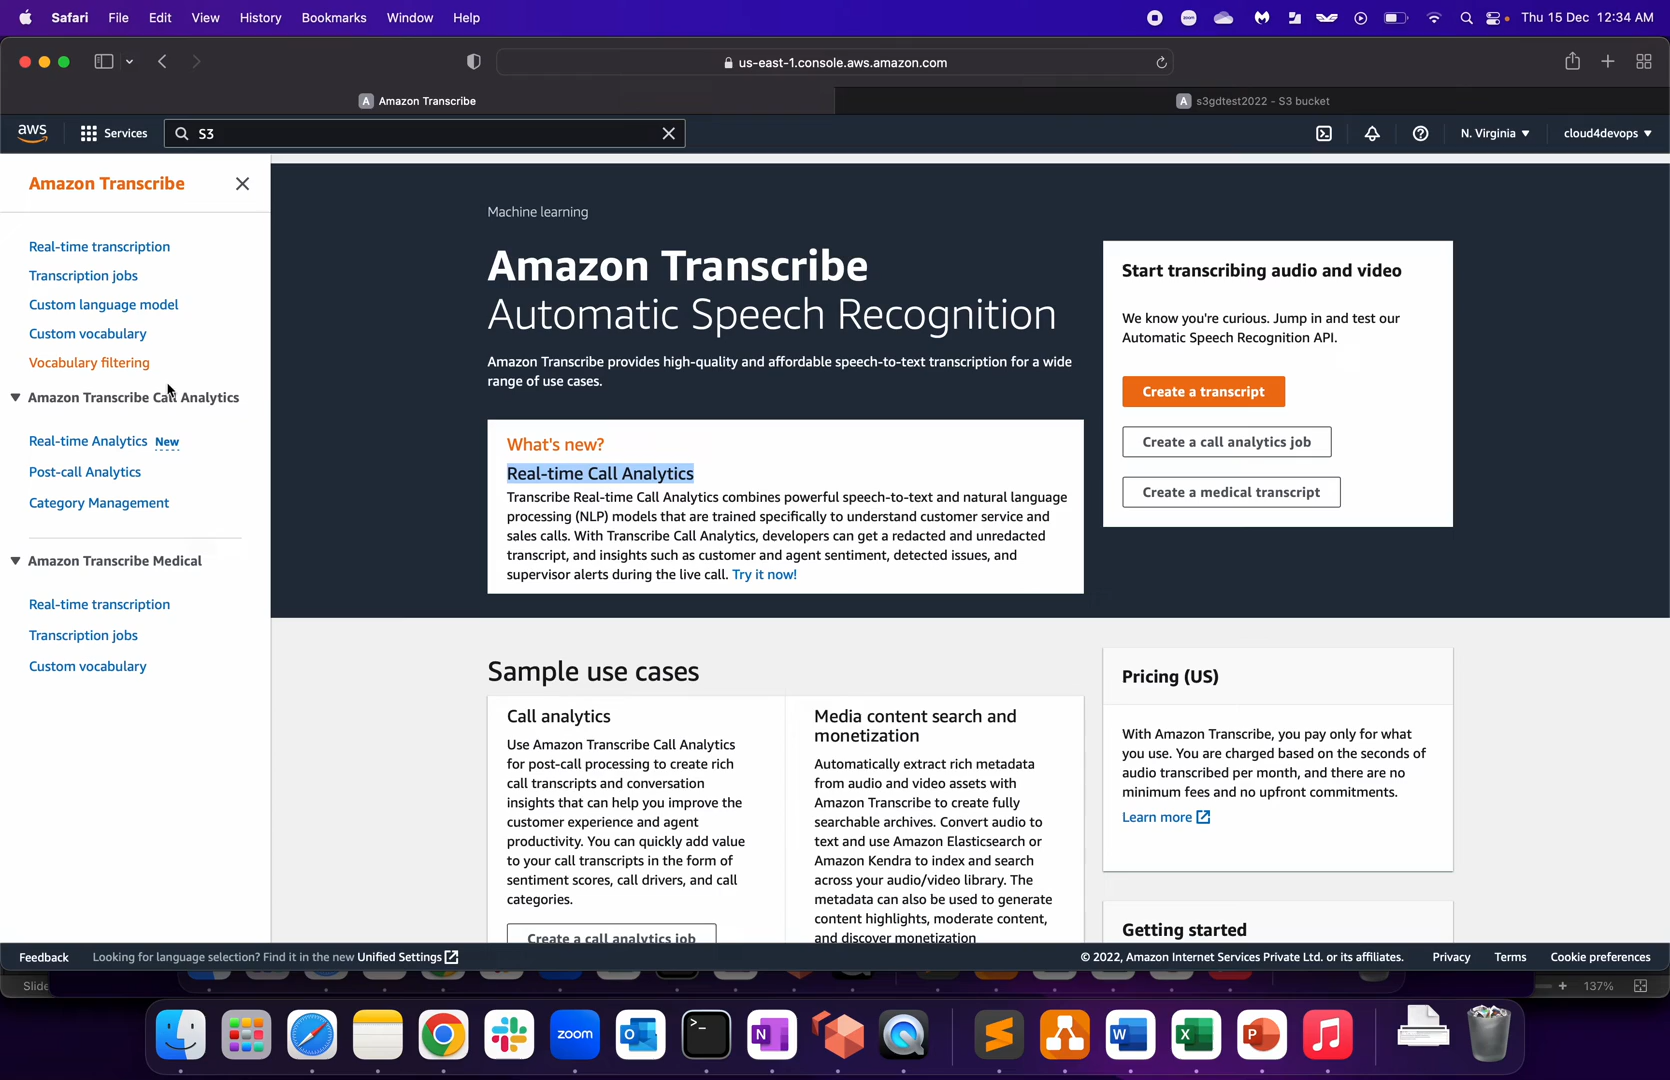 Safari File Edit View History Bookmarks Window Help
zoom
Thu 15 Dec 12:34 AM
us-east-1.console.aws.amazon.com
A Amazon Transcribe
A s3gdtest2022 - S3 bucket
aws
Services
S3
N. Virginia
cloud4devops
Amazon Transcribe
Real-time transcription
Transcription jobs
Custom language model
Custom vocabulary
Vocabulary filtering
Amazon Transcribe Call Analytics
Real-time Analytics New
Post-call Analytics
Category Management
Amazon Transcribe Medical
Real-time transcription
Transcription jobs
Custom vocabulary
Machine learning
Amazon Transcribe
Automatic Speech Recognition
Amazon Transcribe provides high-quality and affordable speech-to-text transcription for a wide
range of use cases.
What's new?
Real-time Call Analytics
Transcribe Real-time Call Analytics combines powerful speech-to-text and natural language
processing (NLP) models that are trained specifically to understand customer service and
sales calls. With Transcribe Call Analytics, developers can get a redacted and unredacted
transcript, and insights such as customer and agent sentiment, detected issues, and
supervisor alerts during the live call. Try it now!
Start transcribing audio and video
We know you're curious. Jump in and test our
Automatic Speech Recognition API.
Create a transcript
Create a call analytics job
Create a medical transcript
Sample use cases
Call analytics
Use Amazon Transcribe Call Analytics
for post-call processing to create rich
call transcripts and conversation
insights that can help you improve the
customer experience and agent
productivity. You can quickly add value
to your call transcripts in the form of
sentiment scores, call drivers, and call
categories.
Create a call analytics job
Media content search and
monetization
Automatically extract rich metadata
from audio and video assets with
Amazon Transcribe to create fully
searchable archives. Convert audio to
text and use Amazon Elasticsearch or
Amazon Kendra to index and search
across your audio/video library. The
metadata can also be used to generate
content highlights, moderate content,
and discover monetization
Pricing (US)
With Amazon Transcribe, you pay only for what
you use. You are charged based on the seconds of
audio transcribed per month, and there are no
minimum fees and no upfront commitments.
Learn more
Getting started
Feedback
Looking for language selection? Find it in the new Unified Settings
© 2022, Amazon Internet Services Private Ltd. or its affiliates.
Privacy
Terms
Cookie preferences
Slide
137%
zoom
O
>_
N
W
X
P